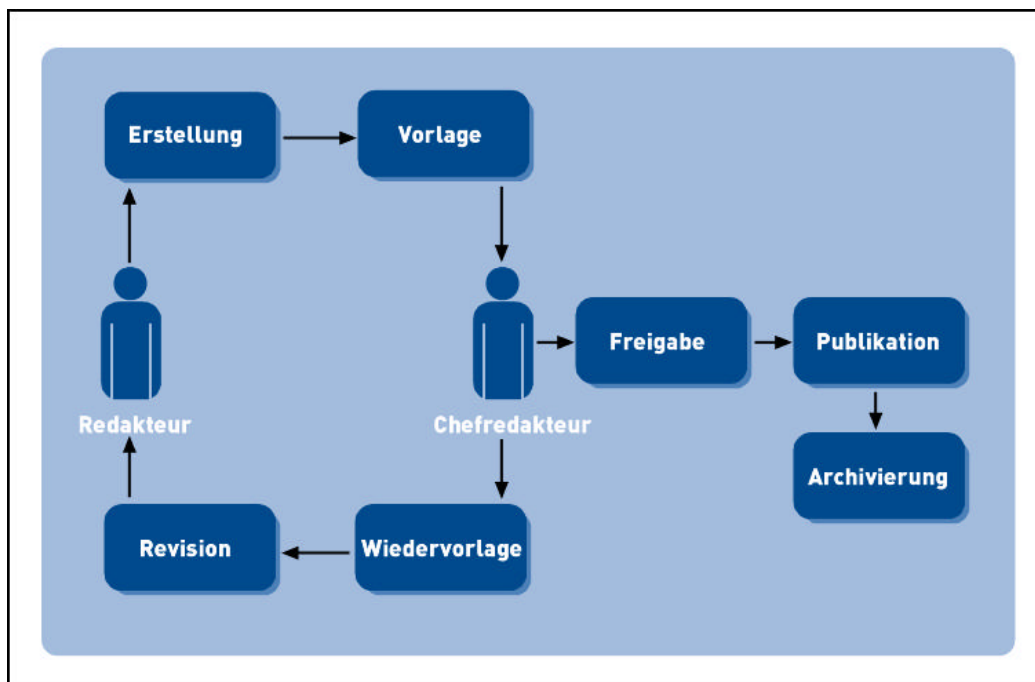 Erstellung
Vorlage
Freigabe
Publikation
Redakteur
Chefredakteur
Archivierung
Revision
Wiedervorlage